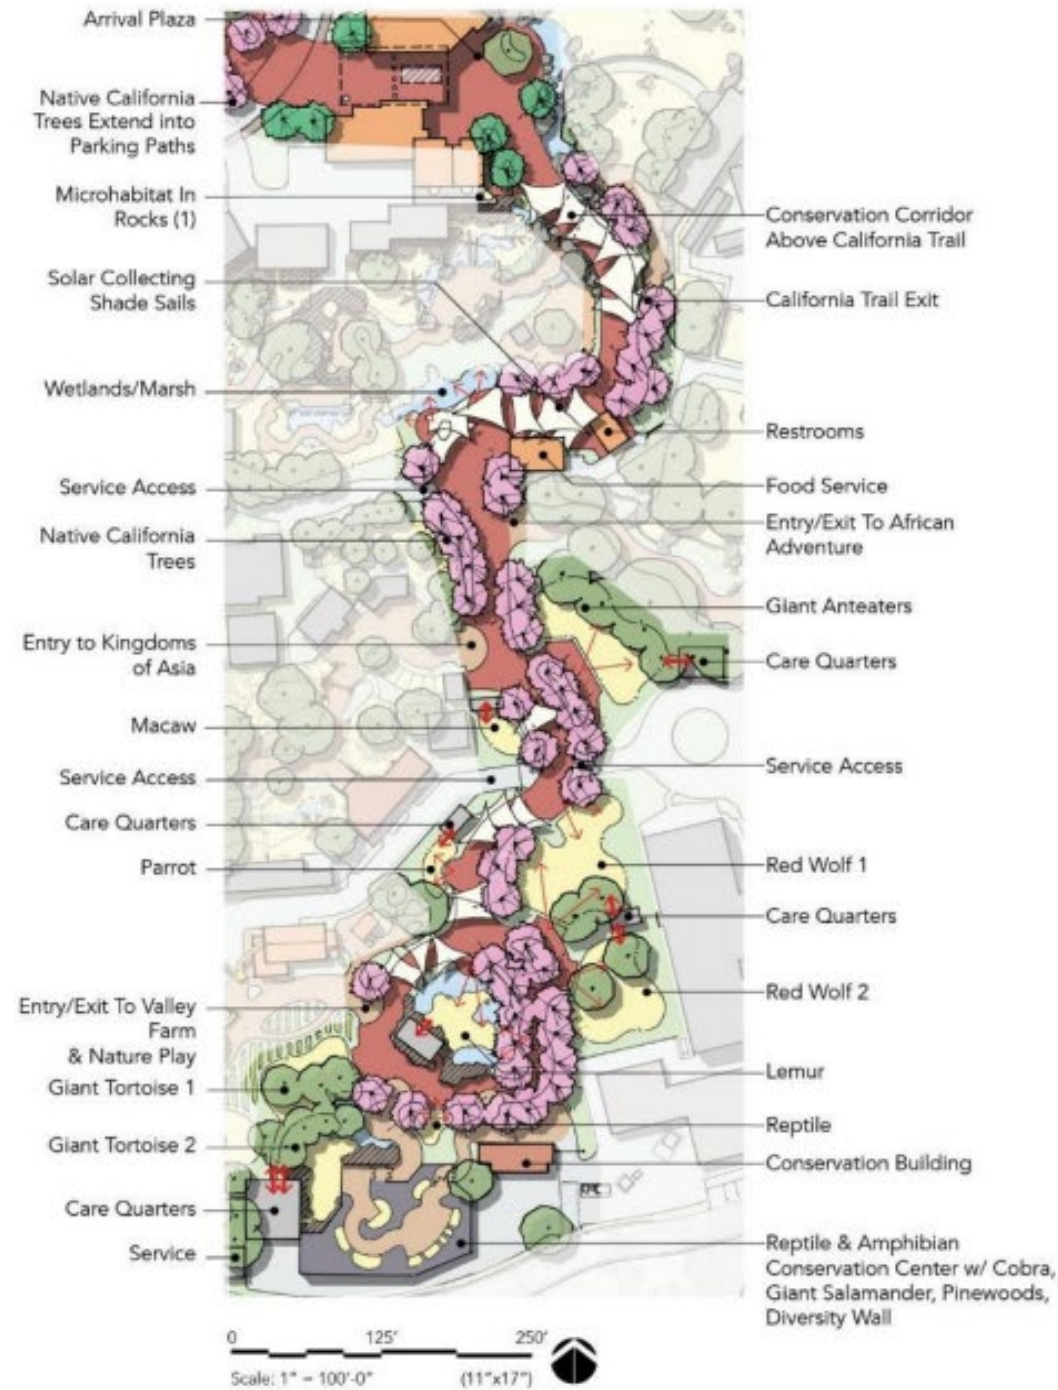 Arrival Plaza
Native California
Trees Extend into
Parking Paths
Microhabitat In
Rocks (1)
Solar Collecting
Shade Sails
Wetlands/Marsh
Service Access
Native California
Trees
Entry to Kingdoms
of Asia
Macaw
Service Access
Care Quarters
Parrot
Entry/Exit To Valley
Farm
& Nature Play
Giant Tortoise 1
Giant Tortoise 2
Care Quarters
Service
Conservation Corridor
Above California Trail
California Trail Exit
Restrooms
Food Service
Entry/Exit To African
Adventure
Giant Anteaters
Care Quarters
Service Access
Red Wolf 1
Care Quarters
Red Wolf 2
Lemur
Reptile
Conservation Building
Reptile & Amphibian
Conservation Center w/ Cobra,
Giant Salamander, Pinewoods,
Diversity Wall
0 125' 250'
Scale: 1" = 100'-0" (11"x17")